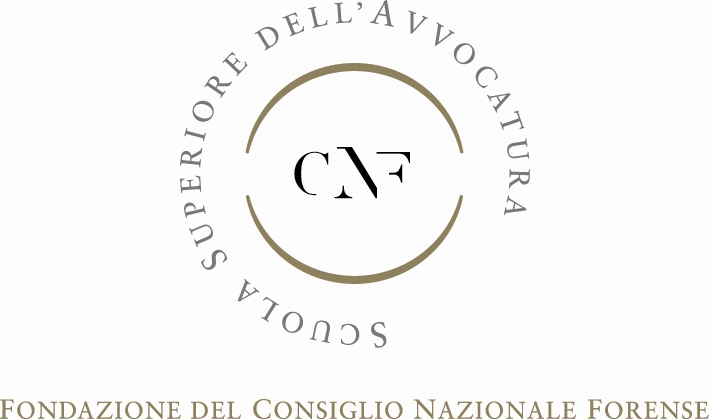 Scuola Superiore dell'Avvocatura
CNF
Fondazione del Consiglio Nazionale Forense